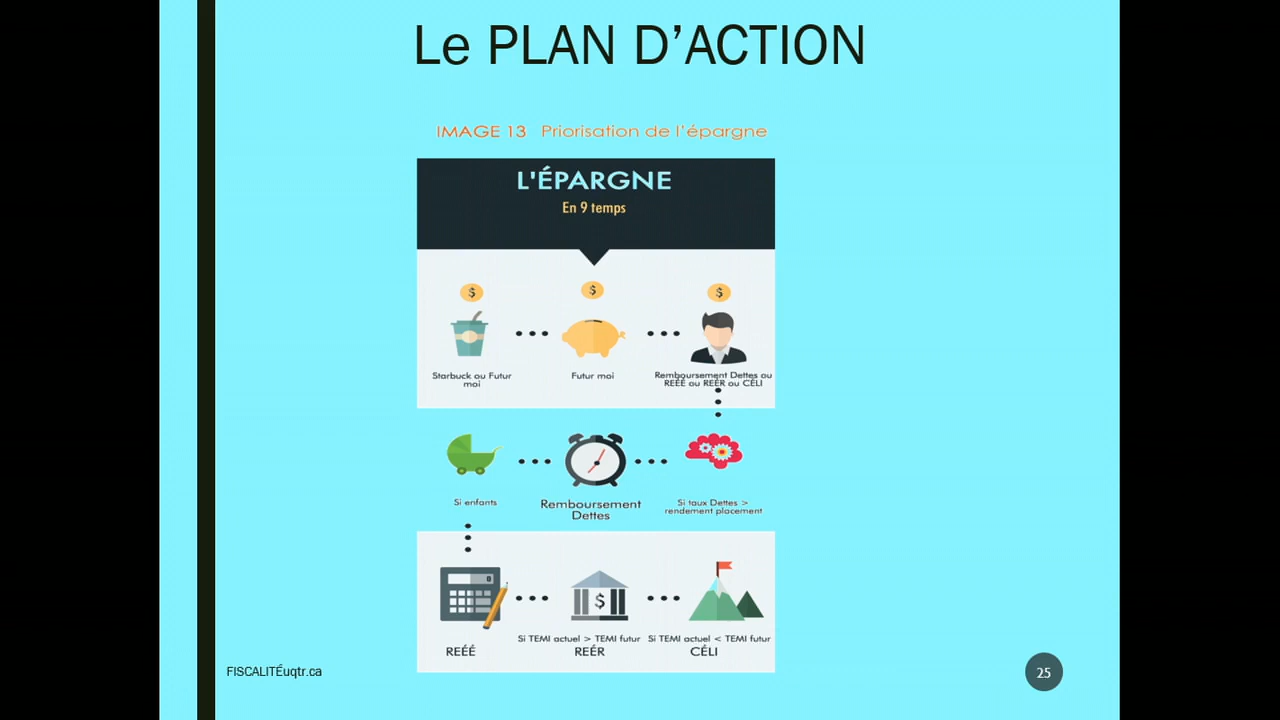 Le PLAN D’ACTION
IMAGE 13 Priorisation de l’épargne
L'ÉPARGNE
En 9 temps
$
$
$
Starbuck ou Futur
moi
Futur moi
Remboursement Dettes ou
REÉÉ ou REÉR ou CÉLI
Si enfants
Remboursement
Dettes
Si taux Dettes >
rendement placement
0
$
REÉÉ
Si TEMI actuel > TEMI futur
REÉR
Si TEMI actuel < TEMI futur
CÉLI
FISCALITÉuqtr.ca
25